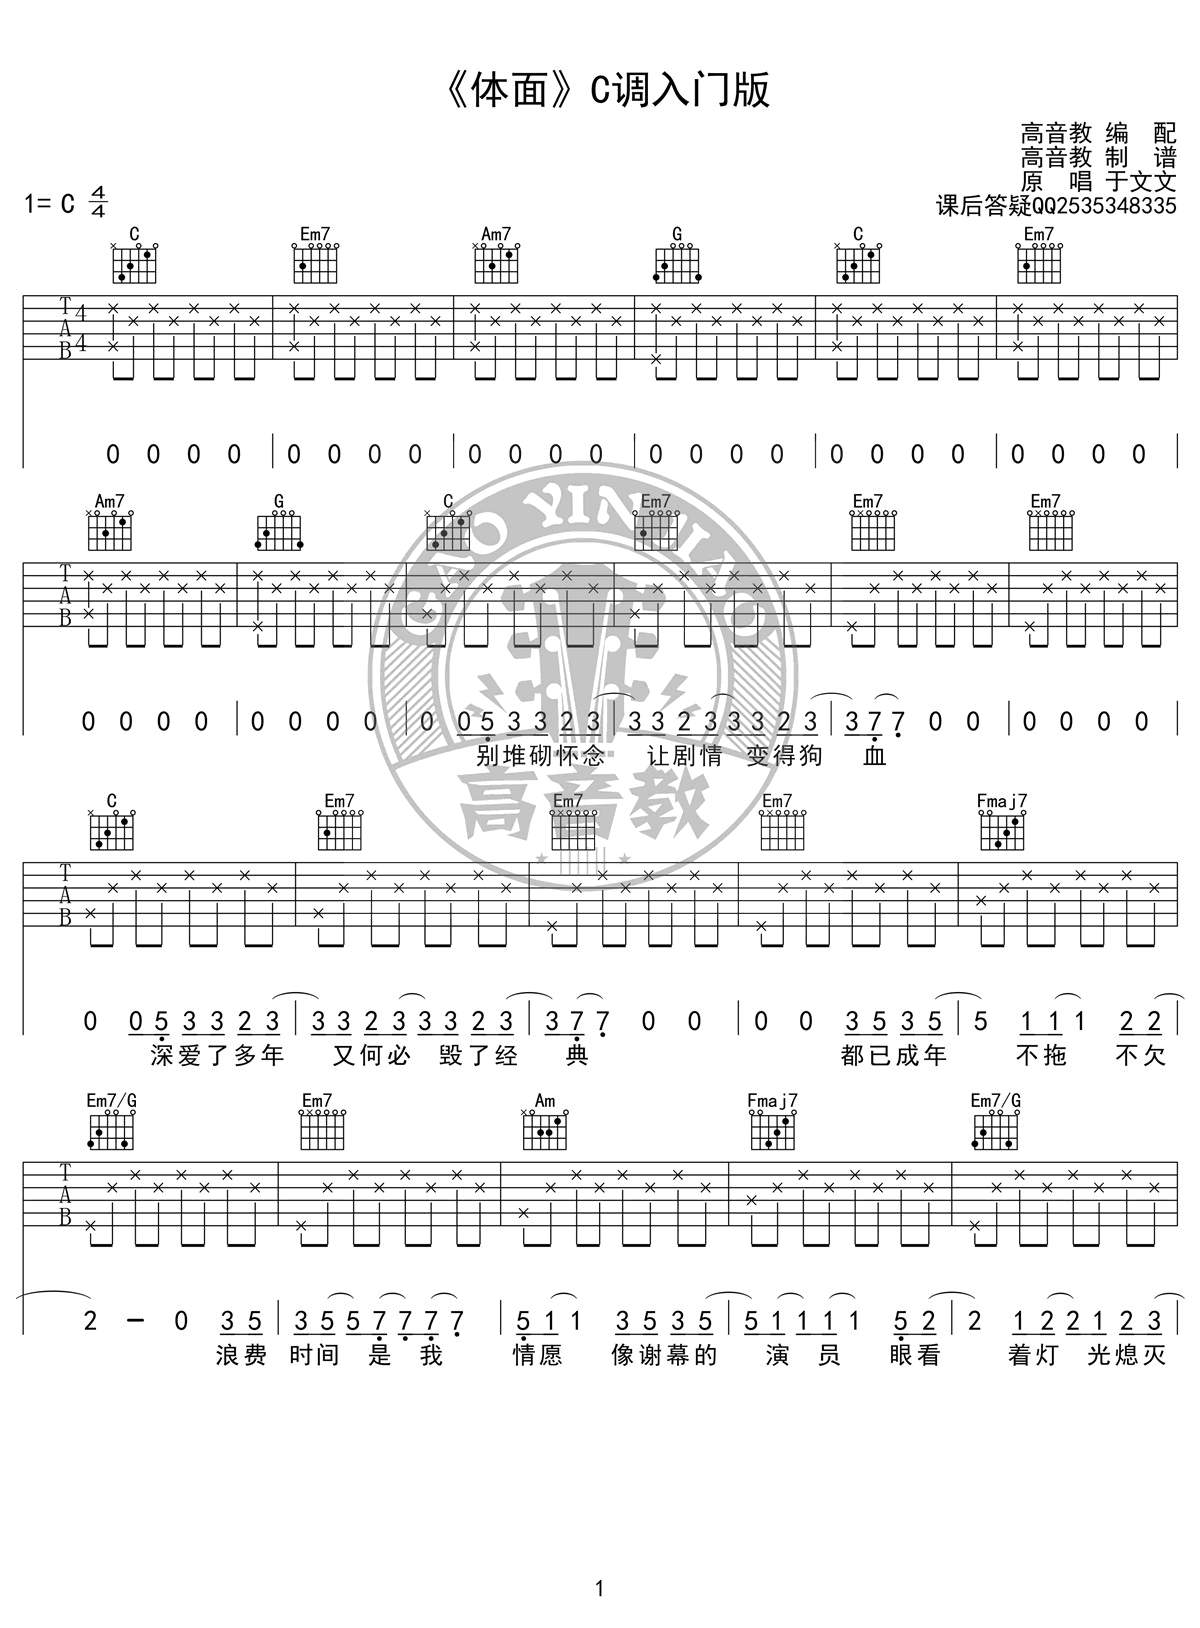 《体面》C调入门版
高音教 编 配
高音教 制 谱
原 唱 于文文
1= C 4/4
课后答疑QQ2535348335
C Em7 Am7 G C Em7
T A B 4 4
0 0 0 0 0 0 0 0 0 0 0 0 0 0 0 0 0 0 0 0 0 0 0 0
Am7 G C Em7 Em7 Em7
GAO YIN JIAO
T A B
0 0 0 0 0 0 0 0 0 0 5 3 3 2 3 3 3 2 3 3 3 2 3 3 7 7 0 0 0 0 0 0
别堆砌怀念 让剧情 变得狗 血
高音教
C Em7 Em7 Em7 Fmaj7
T A B
0 0 5 3 3 2 3 3 3 2 3 3 3 2 3 3 7 7 0 0 0 0 3 5 3 5 5 1 1 1 2 2
深爱了多年 又何必 毁了经 典 都已成年 不拖 不欠
Em7/G Em7 Am Fmaj7 Em7/G
T A B
2 - 0 3 5 3 5 5 7 7 7 7 5 1 1 3 5 3 5 5 1 1 1 1 5 2 2 1 2 2 1 2 3
浪费 时间 是 我 情愿 像谢幕的 演 员 眼看 着灯 光熄灭
1